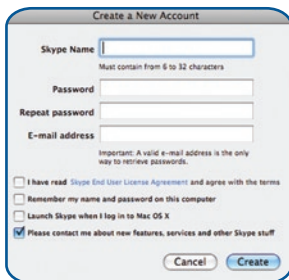 Create a New Account
Skype Name
Must contain from 6 to 32 characters
Password
Repeat password
E-mail address
Important: A valid e-mail address is the only
way to retrieve passwords.
I have read Skype End User License Agreement and agree with the terms
Remember my name and password on this computer
Launch Skype when I log in to Mac OS X
Please contact me about new features, services and other Skype stuff
Cancel Create